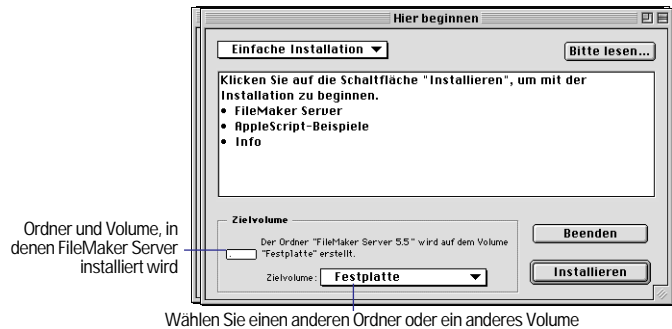 Hier beginnen
Einfache Installation
Bitte lesen...
Klicken Sie auf die Schaltfläche "Installieren", um mit der
Installation zu beginnen.
• FileMaker Server
• AppleScript-Beispiele
• Info
Zielvolume
Der Ordner "FileMaker Server 5.5" wird auf dem Volume
"Festplatte" erstellt.
Zielvolume: Festplatte
Beenden
Installieren
Ordner und Volume, in
denen FileMaker Server
installiert wird
Wählen Sie einen anderen Ordner oder ein anderes Volume